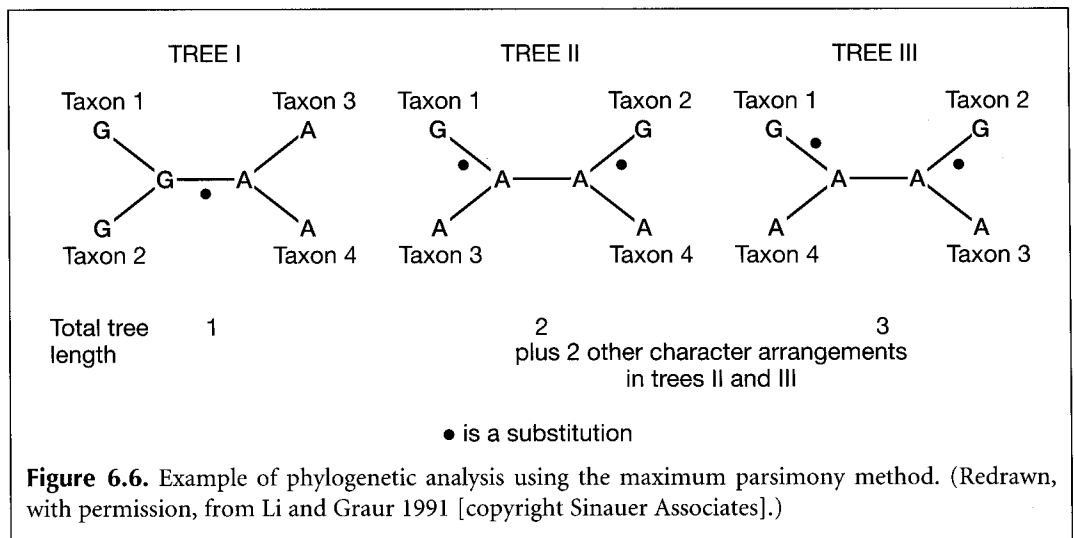 TREE I TREE II TREE III
Taxon 1 Taxon 3 Taxon 1 Taxon 2 Taxon 1 Taxon 2
G A G G G G
G A A A A A
G A A A A A
Taxon 2 Taxon 4 Taxon 3 Taxon 4 Taxon 4 Taxon 3
Total tree 1 2 3
length plus 2 other character arrangements
in trees II and III
• is a substitution
Figure 6.6. Example of phylogenetic analysis using the maximum parsimony method. (Redrawn,
with permission, from Li and Graur 1991 [copyright Sinauer Associates].)